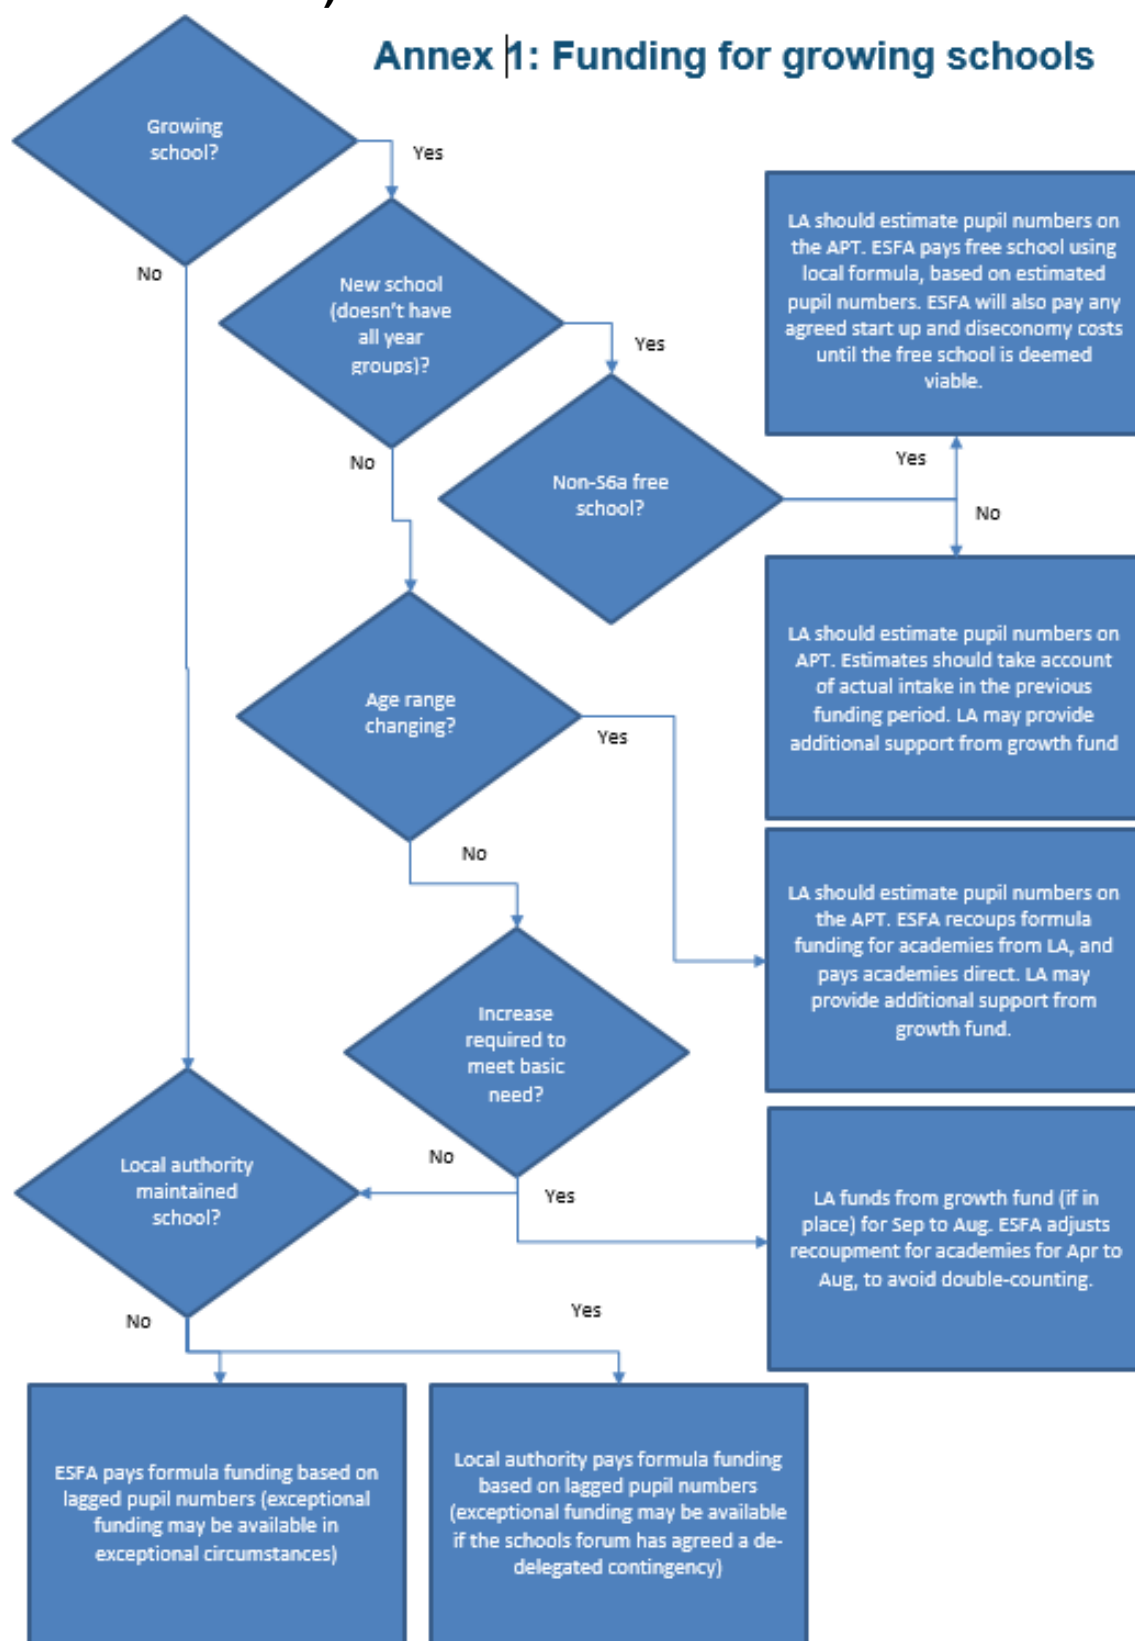 Annex 1: Funding for growing schools
Growing
school?
Yes
No
New school
(doesn't have
all year
groups)?
Yes
No
LA should estimate pupil numbers on
the APT. ESFA pays free school using
local formula, based on estimated
pupil numbers. ESFA will also pay any
agreed start up and diseconomy costs
until the free school is deemed
viable.
Non-S6a free
school?
Yes
No
LA should estimate pupil numbers on
APT. Estimates should take account
of actual intake in the previous
funding period. LA may provide
additional support from growth fund
Age range
changing?
Yes
No
LA should estimate pupil numbers on
the APT. ESFA recoups formula
funding for academies from LA, and
pays academies direct. LA may
provide additional support from
growth fund.
Increase
required to
meet basic
need?
No
Yes
LA funds from growth fund (if in
place) for Sep to Aug. ESFA adjusts
recoupment for academies for Apr to
Aug, to avoid double-counting.
Local authority
maintained
school?
No
Yes
ESFA pays formula funding based on
lagged pupil numbers (exceptional
funding may be available in
exceptional circumstances)
Local authority pays formula funding
based on lagged pupil numbers
(exceptional funding may be available
if the schools forum has agreed a de-
delegated contingency)